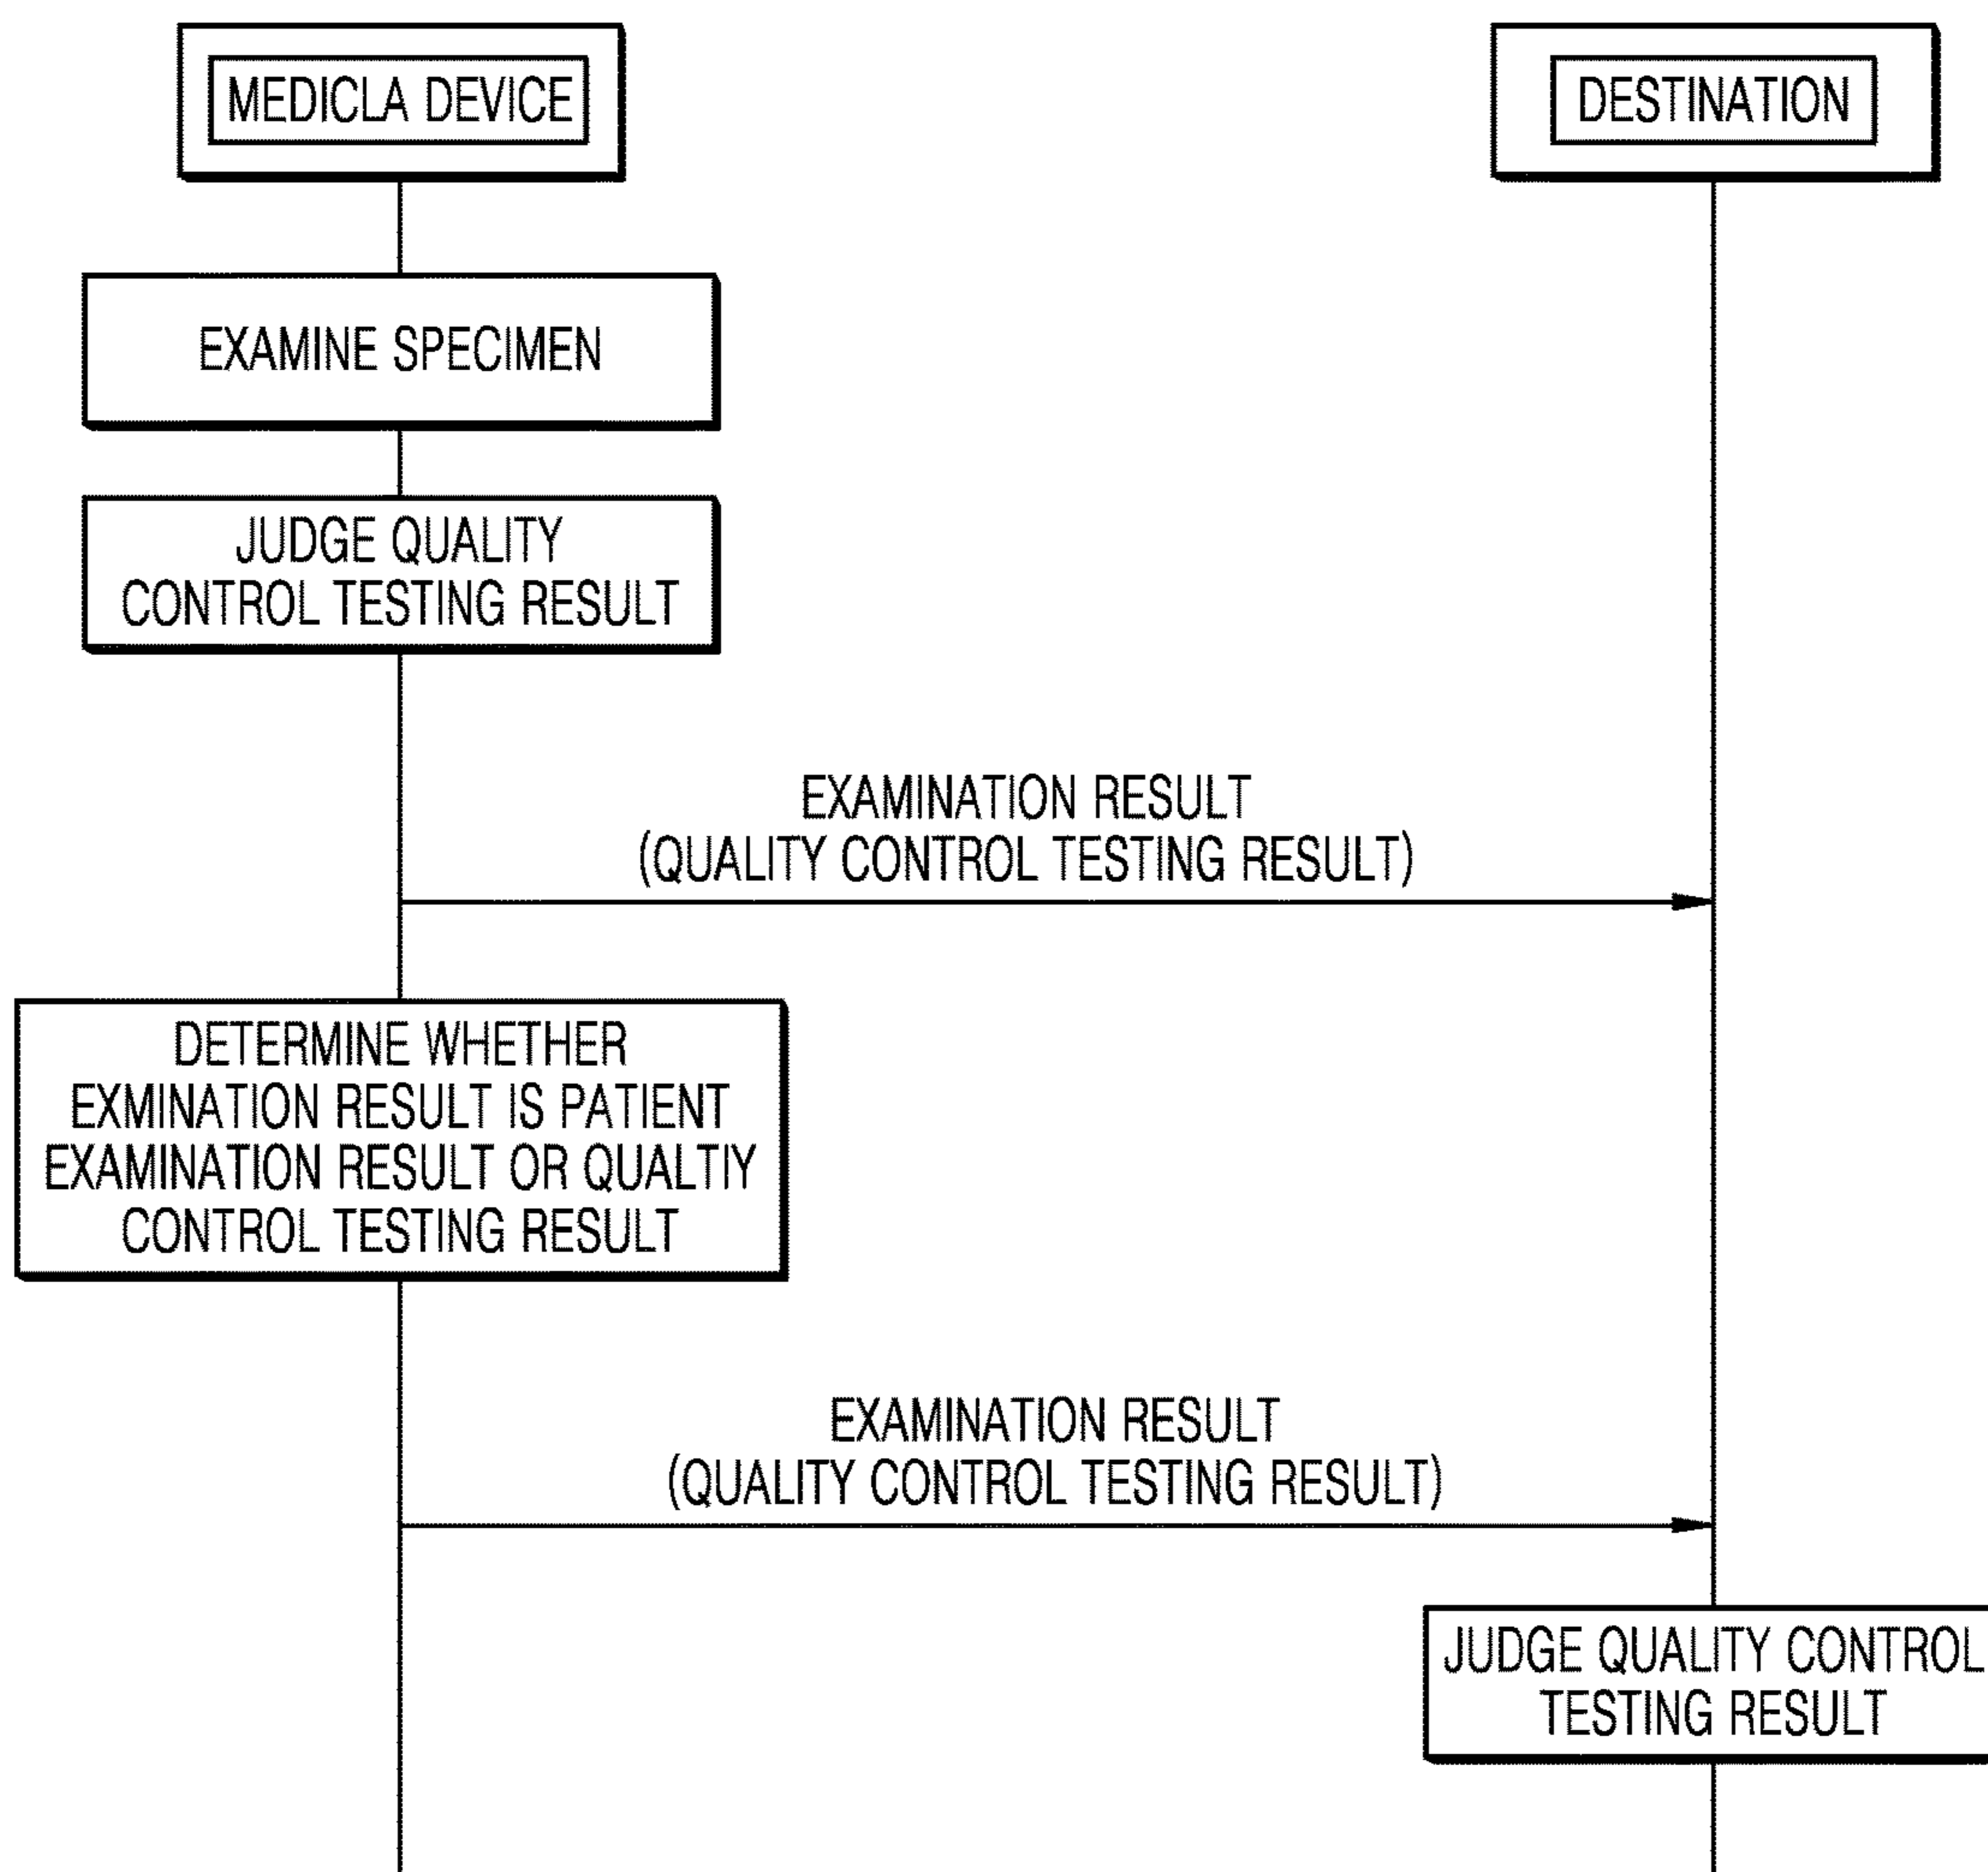 MEDICLA DEVICE
DESTINATION
EXAMINE SPECIMEN
JUDGE QUALITY
CONTROL TESTING RESULT
EXAMINATION RESULT
(QUALITY CONTROL TESTING RESULT)
DETERMINE WHETHER
EXMINATION RESULT IS PATIENT
EXAMINATION RESULT OR QUALTIY
CONTROL TESTING RESULT
EXAMINATION RESULT
(QUALITY CONTROL TESTING RESULT)
JUDGE QUALITY CONTROL
TESTING RESULT